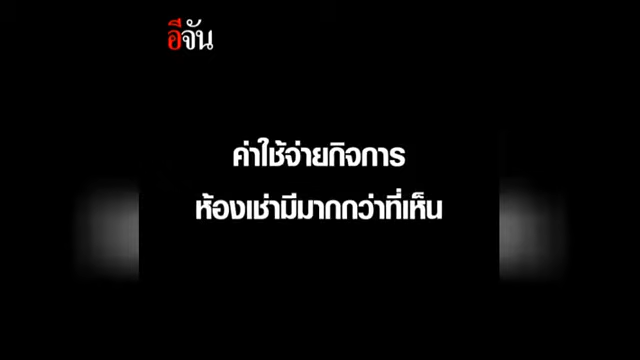 อีจัน
ค่าใช้จ่ายกิจการ
ห้องเช่ามีมากกว่าที่เห็น